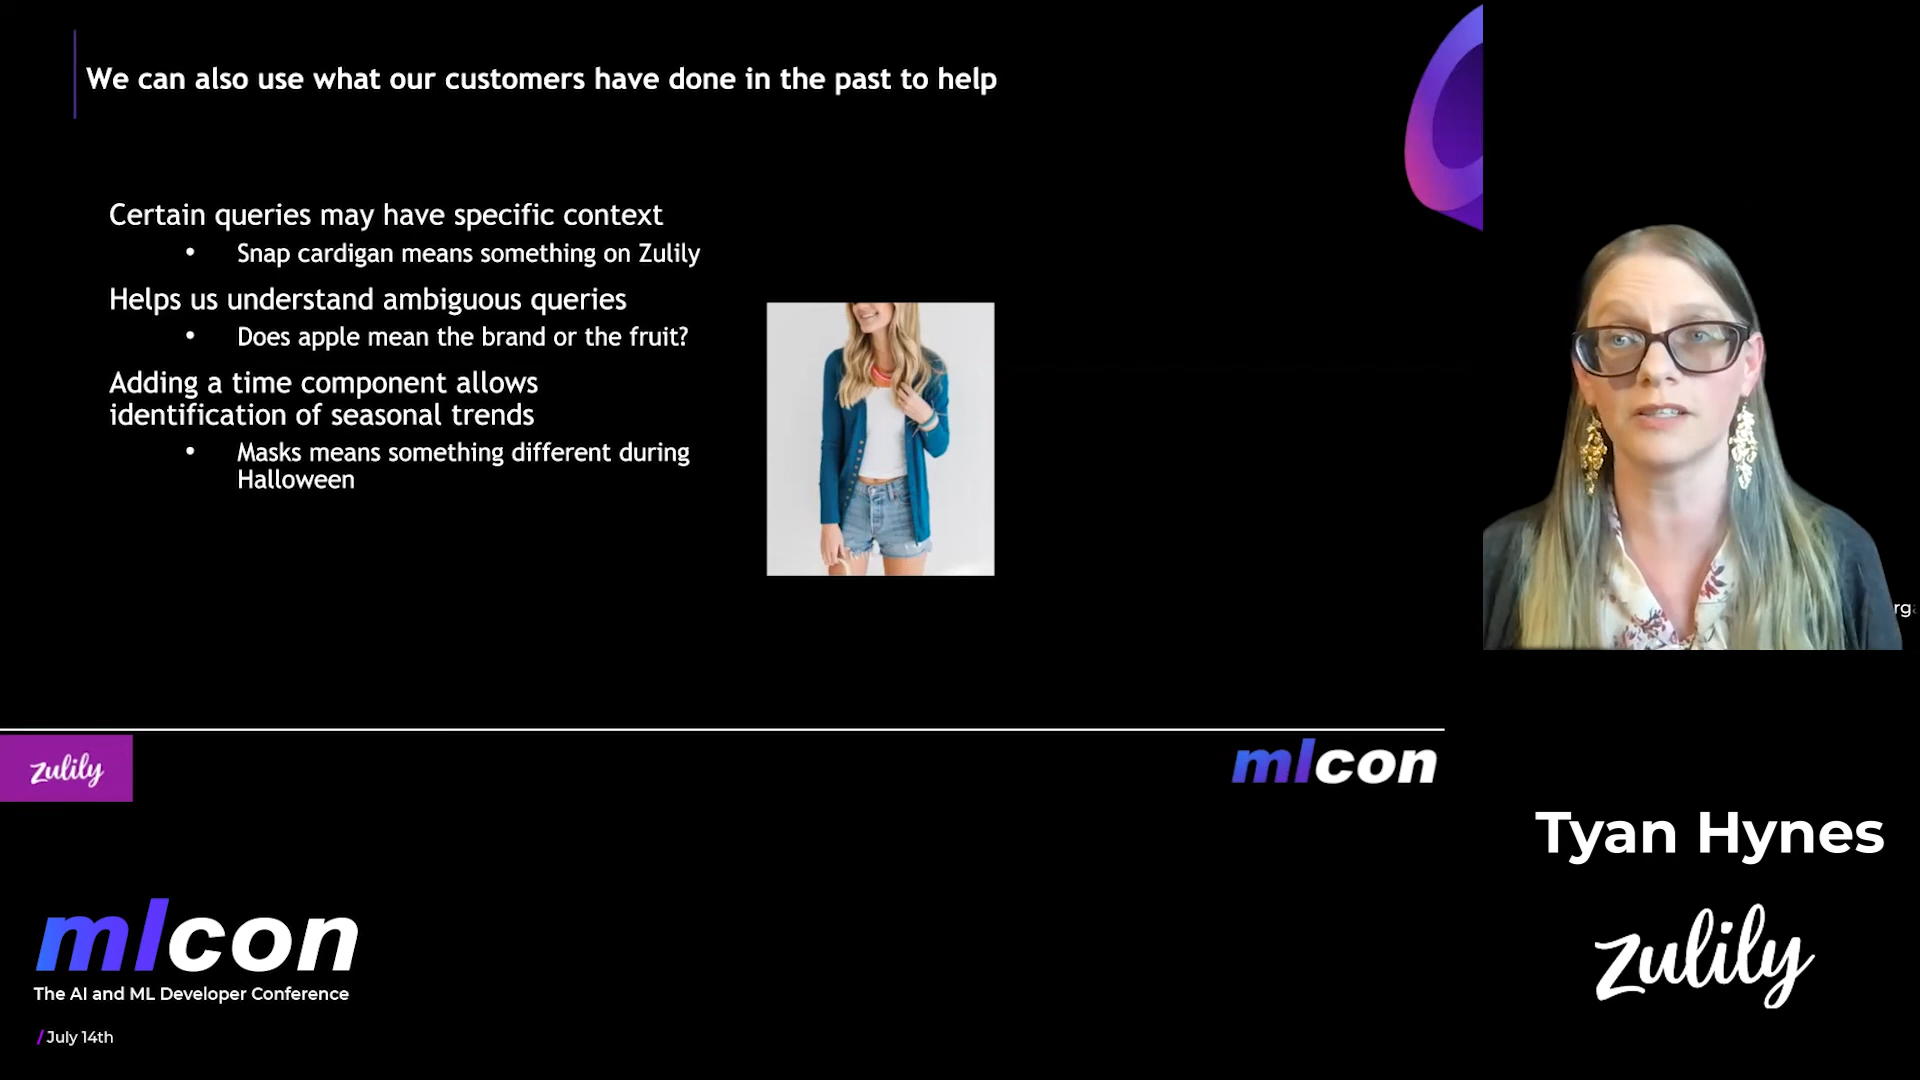 We can also use what our customers have done in the past to help
Certain queries may have specific context
• Snap cardigan means something on Zulily
Helps us understand ambiguous queries
• Does apple mean the brand or the fruit?
Adding a time component allows
identification of seasonal trends
• Masks means something different during
Halloween
zulily
mlcon
Tyan Hynes
zulily
mlcon
The AI and ML Developer Conference
/ July 14th